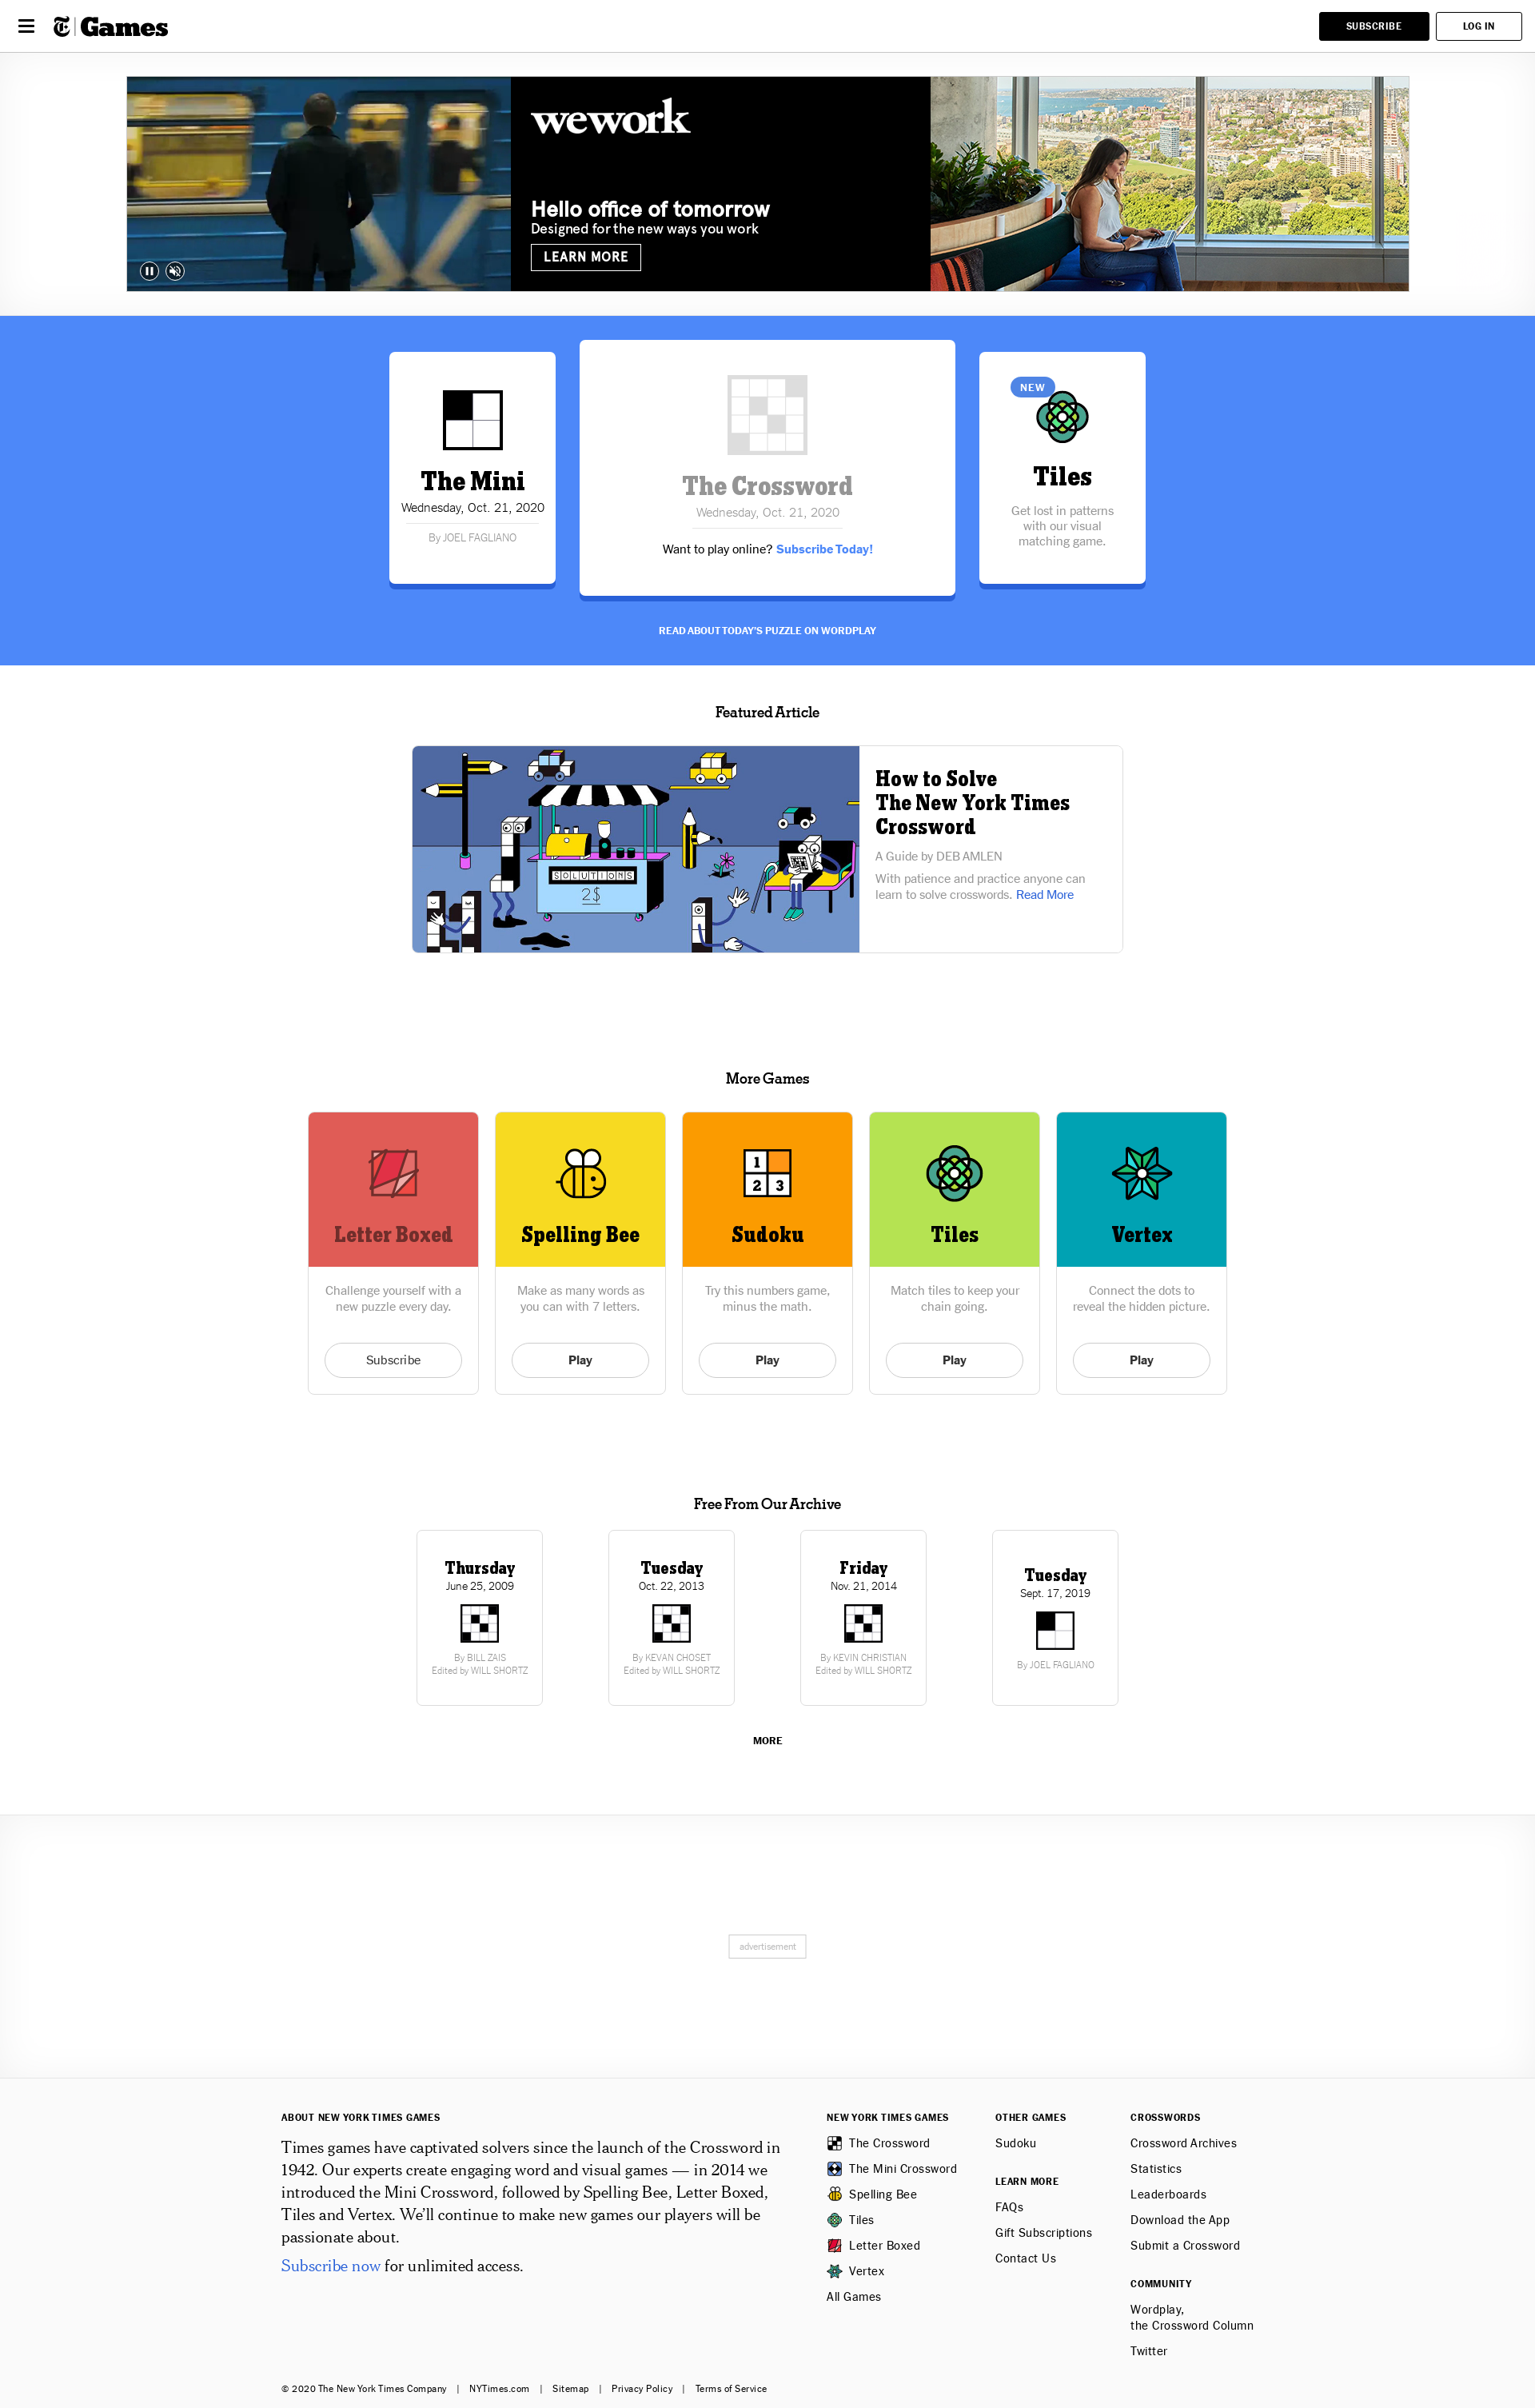 Games
SUBSCRIBE
LOG IN
wework
Hello office of tomorrow
Designed for the new ways you work
LEARN MORE
The Mini
Wednesday, Oct. 21, 2020
By JOEL FAGLIANO
The Crossword
Wednesday, Oct. 21, 2020
Want to play online? Subscribe Today!
NEW
Tiles
Get lost in patterns
with our visual
matching game.
READ ABOUT TODAY'S PUZZLE ON WORDPLAY
Featured Article
SOLUTIONS
2$
How to Solve
The New York Times
Crossword
A Guide by DEB AMLEN
With patience and practice anyone can
learn to solve crosswords. Read More
More Games
Letter Boxed
Challenge yourself with a
new puzzle every day.
Subscribe
Spelling Bee
Make as many words as
you can with 7 letters.
Play
1
2 3
Sudoku
Try this numbers game,
minus the math.
Play
Tiles
Match tiles to keep your
chain going.
Play
Vertex
Connect the dots to
reveal the hidden picture.
Play
Free From Our Archive
Thursday
June 25, 2009
By BILL ZAIS
Edited by WILL SHORTZ
Tuesday
Oct. 22, 2013
By KEVAN CHOSET
Edited by WILL SHORTZ
Friday
Nov. 21, 2014
By KEVIN CHRISTIAN
Edited by WILL SHORTZ
Tuesday
Sept. 17, 2019
By JOEL FAGLIANO
MORE
advertisement
ABOUT NEW YORK TIMES GAMES
Times games have captivated solvers since the launch of the Crossword in
1942. Our experts create engaging word and visual games — in 2014 we
introduced the Mini Crossword, followed by Spelling Bee, Letter Boxed,
Tiles and Vertex. We'll continue to make new games our players will be
passionate about.
Subscribe now for unlimited access.
NEW YORK TIMES GAMES
The Crossword
The Mini Crossword
Spelling Bee
Tiles
Letter Boxed
Vertex
All Games
OTHER GAMES
Sudoku
LEARN MORE
FAQs
Gift Subscriptions
Contact Us
CROSSWORDS
Crossword Archives
Statistics
Leaderboards
Download the App
Submit a Crossword
COMMUNITY
Wordplay,
the Crossword Column
Twitter
© 2020 The New York Times Company | NYTimes.com | Sitemap | Privacy Policy | Terms of Service